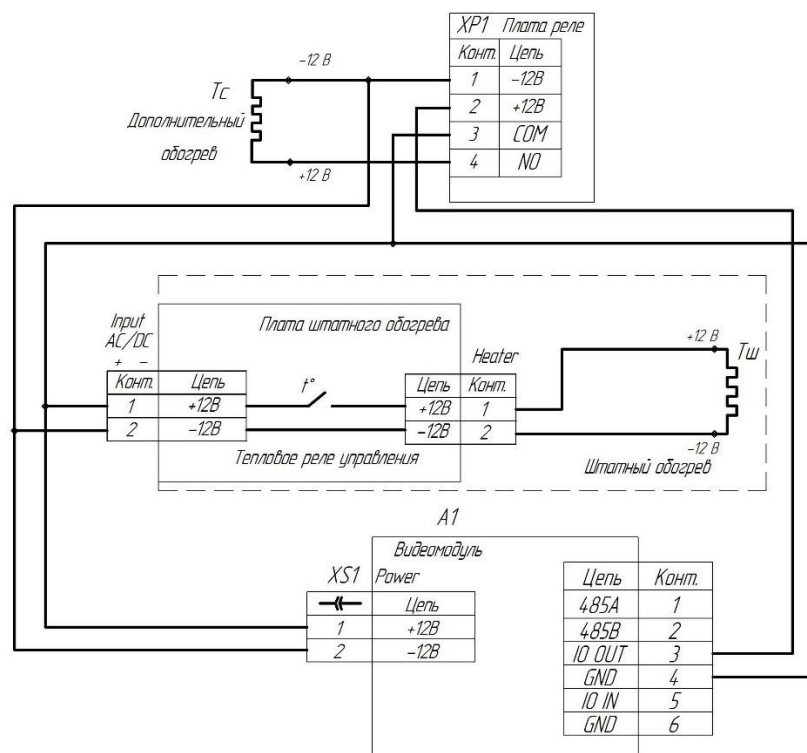 XP1 Плата реле
Конт. Цепь
1 -12В
2 +12В
3 COM
4 NO
-12 В
Тс
Дополнительный
обогрев
+12 В
Input
AC/DC
+ -
Конт. Цепь
1 +12В
2 -12В
Плата штатного обогрева
t°
Тепловое реле управления
Heater
Цепь Конт.
+12В 1
-12В 2
+12 В
Тш
-12 В
Штатный обогрев
A1
Видеомодуль
XS1 Power
Цепь
1 +12В
2 -12В
Цепь Конт.
485A 1
485B 2
IO OUT 3
GND 4
IO IN 5
GND 6